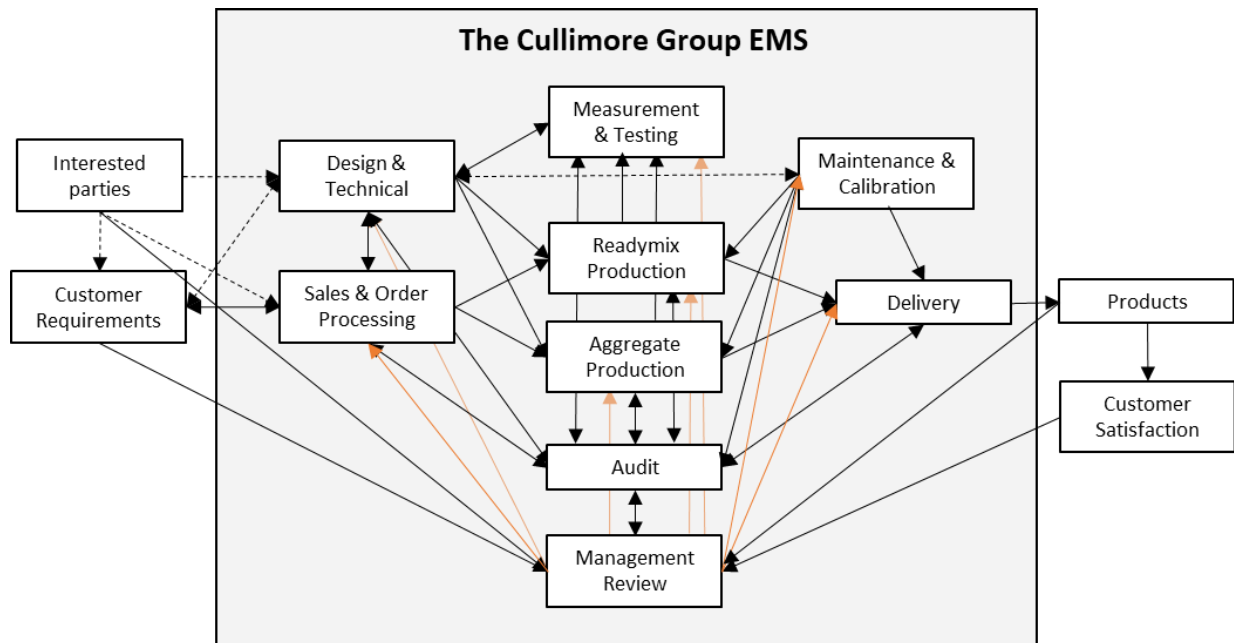 The Cullimore Group EMS
Measurement
& Testing
Interested
parties
Design &
Technical
Maintenance &
Calibration
Readymix
Production
Customer
Requirements
Sales & Order
Processing
Delivery
Products
Aggregate
Production
Customer
Satisfaction
Audit
Management
Review